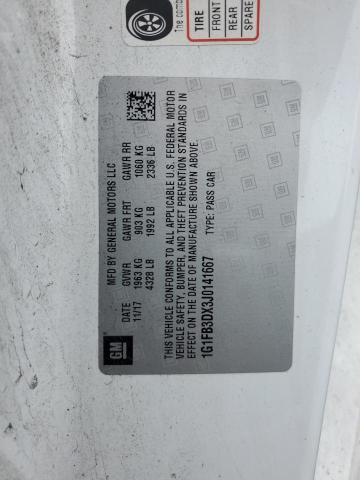 The comb
TIRE
FRONT
REAR
SPARE
MFD BY GENERAL MOTORS LLC
DATE GVWR GAWR FRT GAWR RR
11/17 1963 KG 903 KG 1060 KG
4328 LB 1992 LB 2336 LB
THIS VEHICLE CONFORMS TO ALL APPLICABLE U.S. FEDERAL MOTOR
VEHICLE SAFETY, BUMPER, AND THEFT PREVENTION STANDARDS IN
EFFECT ON THE DATE OF MANUFACTURE SHOWN ABOVE.
1G1FB3DX3J0141667 TYPE: PASS CAR
GM